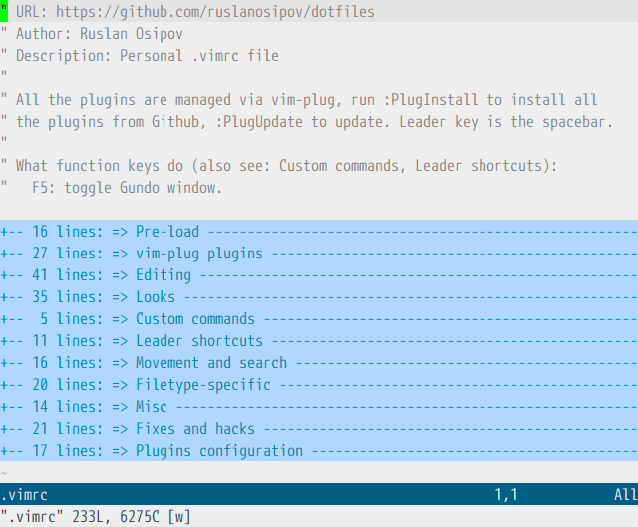 " URL: https://github.com/ruslanosipov/dotfiles
" Author: Ruslan Osipov
" Description: Personal .vimrc file
"
" All the plugins are managed via vim-plug, run :PlugInstall to install all
" the plugins from Github, :PlugUpdate to update. Leader key is the spacebar.
"
" What function keys do (also see: Custom commands, Leader shortcuts):
"   F5: toggle Gundo window.
+-- 16 lines: => Pre-load ------------------------------------------------------
+-- 27 lines: => vim-plug plugins ----------------------------------------------
+-- 41 lines: => Editing -------------------------------------------------------
+-- 35 lines: => Looks ---------------------------------------------------------
+--  5 lines: => Custom commands -----------------------------------------------
+-- 11 lines: => Leader shortcuts ----------------------------------------------
+-- 16 lines: => Movement and search -------------------------------------------
+-- 20 lines: => Filetype-specific ---------------------------------------------
+-- 14 lines: => Misc ----------------------------------------------------------
+-- 21 lines: => Fixes and hacks -----------------------------------------------
+-- 17 lines: => Plugins configuration -----------------------------------------
~
.vimrc 1,1 All
".vimrc" 233L, 6275C [w]